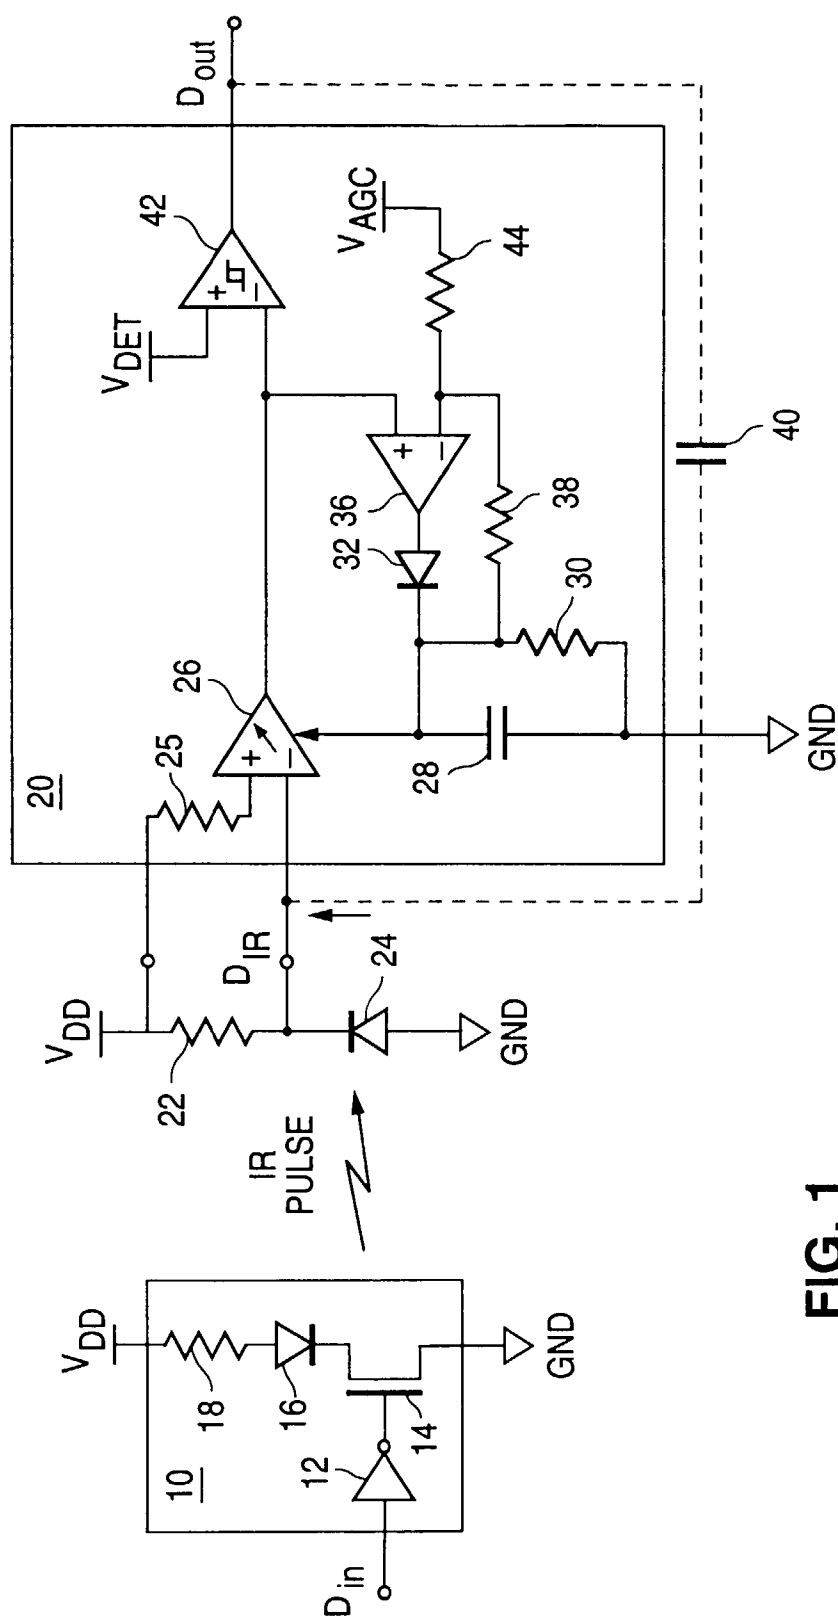 V_DD
10
18
16
12
14
D_in
GND
IR
PULSE
V_DD
22
D_IR
24
GND
20
25
26
28
V_DET
42
D_out
32
36
V_AGC
44
38
30
40
GND
+
−
+
−
+
−
FIG. 1